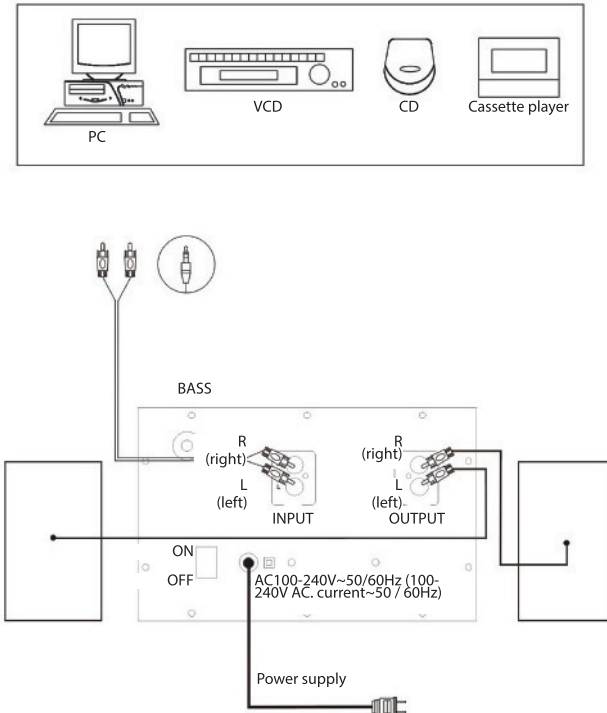 PC
VCD
CD
Cassette player
BASS
R
(right)
L
(left)
INPUT
R
(right)
L
(left)
OUTPUT
ON
OFF
AC100-240V~50/60Hz (100-
240V AC. current~50 / 60Hz)
Power supply